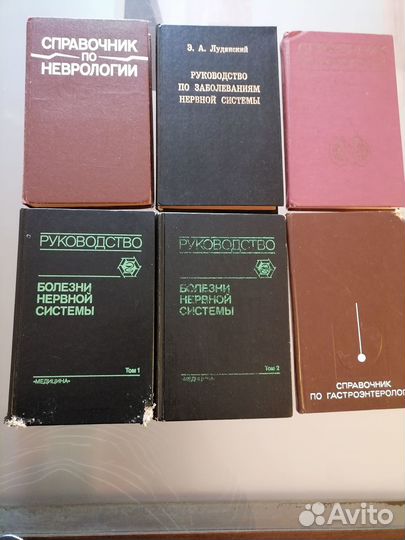 СПРАВОЧНИК
ПО
НЕВРОЛОГИИ
Э. А. Лудянский
РУКОВОДСТВО
ПО ЗАБОЛЕВАНИЯМ
НЕРВНОЙ СИСТЕМЫ
СПРАВОЧНИК
РУКОВОДСТВО
БОЛЕЗНИ
НЕРВНОЙ
СИСТЕМЫ
Том 1
«МЕДИЦИНА»
РУКОВОДСТВО
БОЛЕЗНИ
НЕРВНОЙ
СИСТЕМЫ
Том 2
«МЕДИЦИНА»
СПРАВОЧНИК
ПО ГАСТРОЭНТЕРОЛОГ
Avito